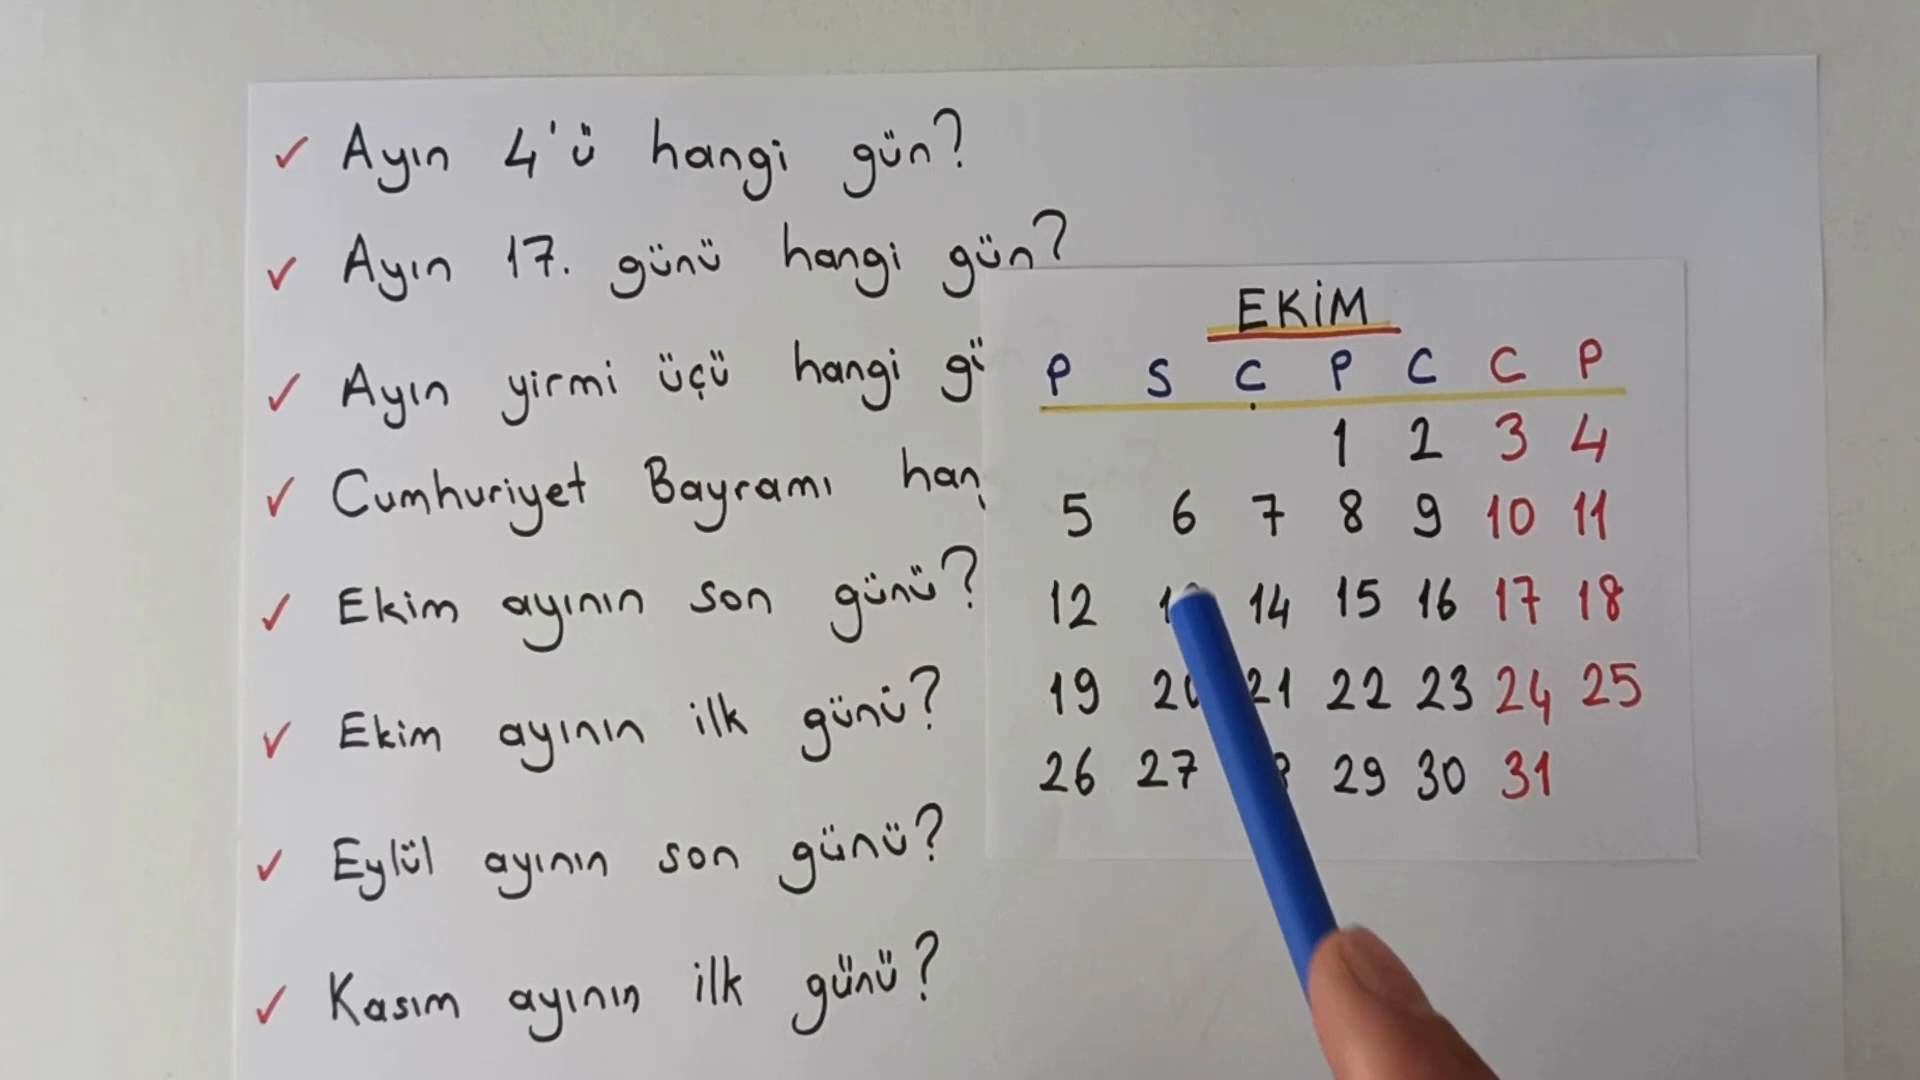 Ayın 4'ü hangi gün?
Ayın 17. günü hangi gün?
Ayın yirmi üçü hangi
Cumhuriyet Bayramı
Ekim ayının son günü?
Ekim ayının ilk günü?
Eylül ayının son günü?
Kasım ayının ilk günü?
EKİM
P S Ç P C C P
1 2 3 4
5 6 7 8 9 10 11
12 14 15 16 17 18
19 20 21 22 23 24 25
26 27 29 30 31